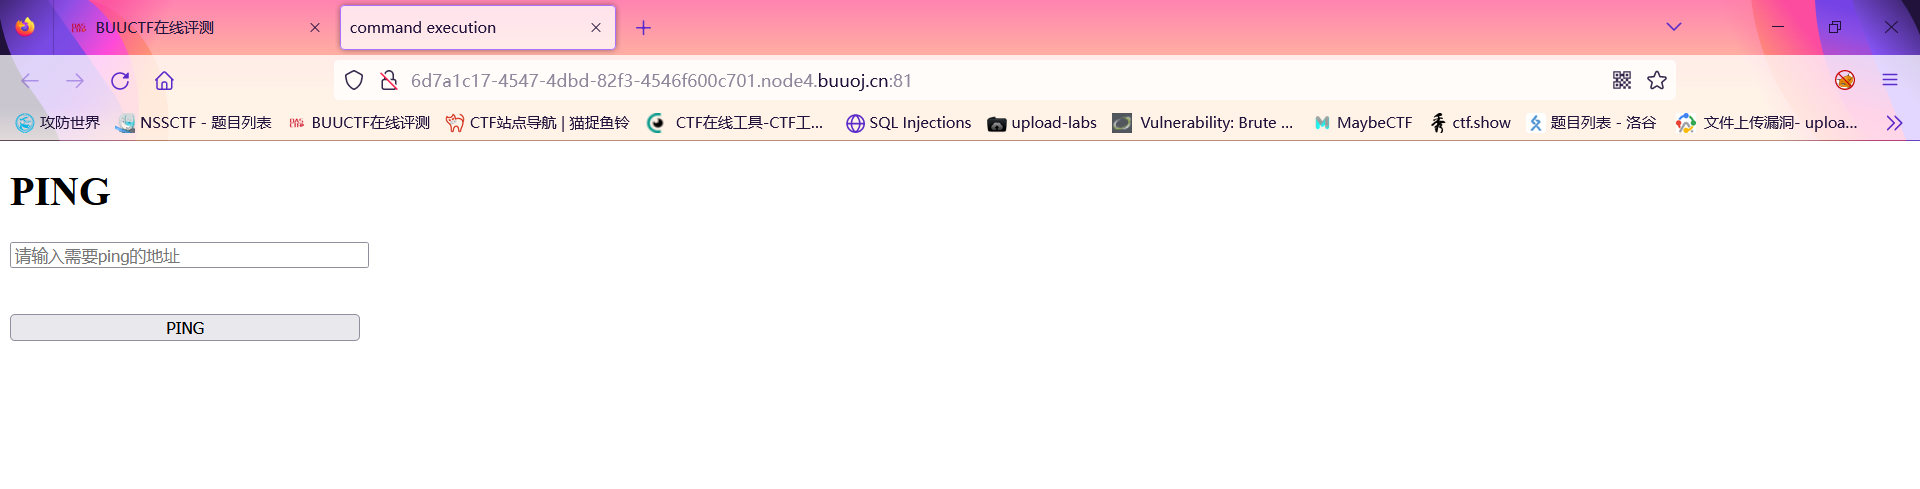 BUUCTF在线评测
command execution
6d7a1c17-4547-4dbd-82f3-4546f600c701.node4.buuoj.cn:81
攻防世界 NSSCTF - 题目列表 BUUCTF在线评测 CTF站点导航 | 猫捉鱼铃 CTF在线工具-CTF工... SQL Injections upload-labs Vulnerability: Brute ... MaybeCTF ctf.show 题目列表 - 洛谷 文件上传漏洞- uploa...
PING
请输入需要ping的地址
PING